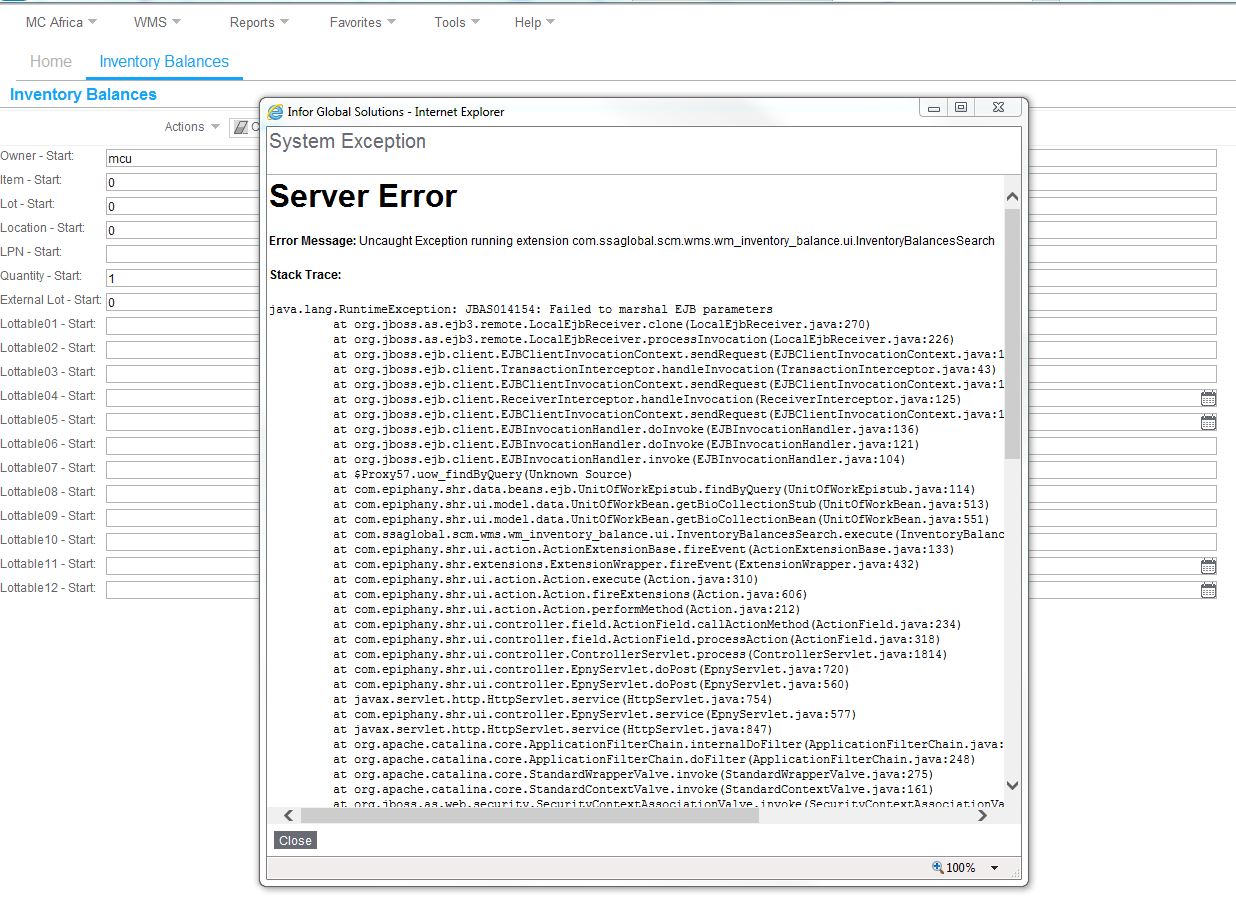 MC Africa WMS Reports Favorites Tools Help
Home Inventory Balances
Inventory Balances
Actions
Owner - Start: mcu
Item - Start: 0
Lot - Start: 0
Location - Start: 0
LPN - Start:
Quantity - Start: 1
External Lot - Start: 0
Lottable01 - Start:
Lottable02 - Start:
Lottable03 - Start:
Lottable04 - Start:
Lottable05 - Start:
Lottable06 - Start:
Lottable07 - Start:
Lottable08 - Start:
Lottable09 - Start:
Lottable10 - Start:
Lottable11 - Start:
Lottable12 - Start:
Infor Global Solutions - Internet Explorer
System Exception
Server Error
Error Message: Uncaught Exception running extension com.ssaglobal.scm.wms.wm_inventory_balance.ui.InventoryBalancesSearch
Stack Trace:
java.lang.RuntimeException: JBAS014154: Failed to marshal EJB parameters
at org.jboss.as.ejb3.remote.LocalEjbReceiver.clone(LocalEjbReceiver.java:270)
at org.jboss.as.ejb3.remote.LocalEjbReceiver.processInvocation(LocalEjbReceiver.java:226)
at org.jboss.ejb.client.EJBClientInvocationContext.sendRequest(EJBClientInvocationContext.java:1
at org.jboss.ejb.client.TransactionInterceptor.handleInvocation(TransactionInterceptor.java:43)
at org.jboss.ejb.client.EJBClientInvocationContext.sendRequest(EJBClientInvocationContext.java:1
at org.jboss.ejb.client.ReceiverInterceptor.handleInvocation(ReceiverInterceptor.java:125)
at org.jboss.ejb.client.EJBClientInvocationContext.sendRequest(EJBClientInvocationContext.java:1
at org.jboss.ejb.client.EJBInvocationHandler.doInvoke(EJBInvocationHandler.java:136)
at org.jboss.ejb.client.EJBInvocationHandler.doInvoke(EJBInvocationHandler.java:121)
at org.jboss.ejb.client.EJBInvocationHandler.invoke(EJBInvocationHandler.java:104)
at $Proxy57.uow_findByQuery(Unknown Source)
at com.epiphany.shr.data.beans.ejb.UnitOfWorkEpistub.findByQuery(UnitOfWorkEpistub.java:114)
at com.epiphany.shr.ui.model.data.UnitOfWorkBean.getBioCollectionStub(UnitOfWorkBean.java:513)
at com.epiphany.shr.ui.model.data.UnitOfWorkBean.getBioCollectionBean(UnitOfWorkBean.java:551)
at com.ssaglobal.scm.wms.wm_inventory_balance.ui.InventoryBalancesSearch.execute(InventoryBalanc
at com.epiphany.shr.ui.action.ActionExtensionBase.fireEvent(ActionExtensionBase.java:133)
at com.epiphany.shr.extensions.ExtensionWrapper.fireEvent(ExtensionWrapper.java:432)
at com.epiphany.shr.ui.action.Action.execute(Action.java:310)
at com.epiphany.shr.ui.action.Action.fireExtensions(Action.java:606)
at com.epiphany.shr.ui.action.Action.performMethod(Action.java:212)
at com.epiphany.shr.ui.controller.field.ActionField.callActionMethod(ActionField.java:234)
at com.epiphany.shr.ui.controller.field.ActionField.processAction(ActionField.java:318)
at com.epiphany.shr.ui.controller.ControllerServlet.process(ControllerServlet.java:1814)
at com.epiphany.shr.ui.controller.EpnyServlet.doPost(EpnyServlet.java:720)
at com.epiphany.shr.ui.controller.EpnyServlet.doPost(EpnyServlet.java:560)
at javax.servlet.http.HttpServlet.service(HttpServlet.java:754)
at com.epiphany.shr.ui.controller.EpnyServlet.service(EpnyServlet.java:577)
at javax.servlet.http.HttpServlet.service(HttpServlet.java:847)
at org.apache.catalina.core.ApplicationFilterChain.internalDoFilter(ApplicationFilterChain.java:
at org.apache.catalina.core.ApplicationFilterChain.doFilter(ApplicationFilterChain.java:248)
at org.apache.catalina.core.StandardWrapperValve.invoke(StandardWrapperValve.java:275)
at org.apache.catalina.core.StandardContextValve.invoke(StandardContextValve.java:161)
at org.jboss.as.web.security.SecurityContextAssociationValve.invoke(SecurityContextAssociationVa
Close
100%